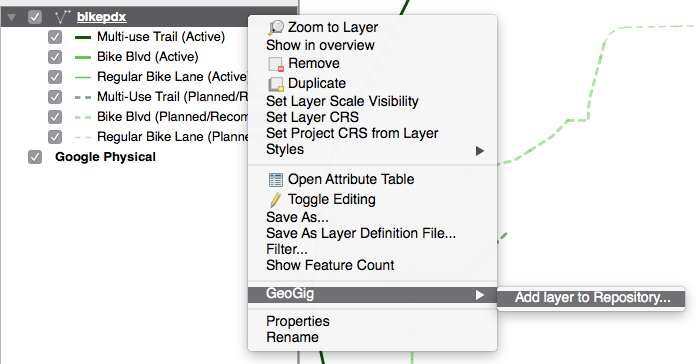 bikepdx
Multi-use Trail (Active)
Bike Blvd (Active)
Regular Bike Lane (Active
Multi-Use Trail (Planned/R
Bike Blvd (Planned/Recom
Regular Bike Lane (Planne
Google Physical
Zoom to Layer
Show in overview
Remove
Duplicate
Set Layer Scale Visibility
Set Layer CRS
Set Project CRS from Layer
Styles
Open Attribute Table
Toggle Editing
Save As...
Save As Layer Definition File...
Filter...
Show Feature Count
GeoGig
Add layer to Repository...
Properties
Rename